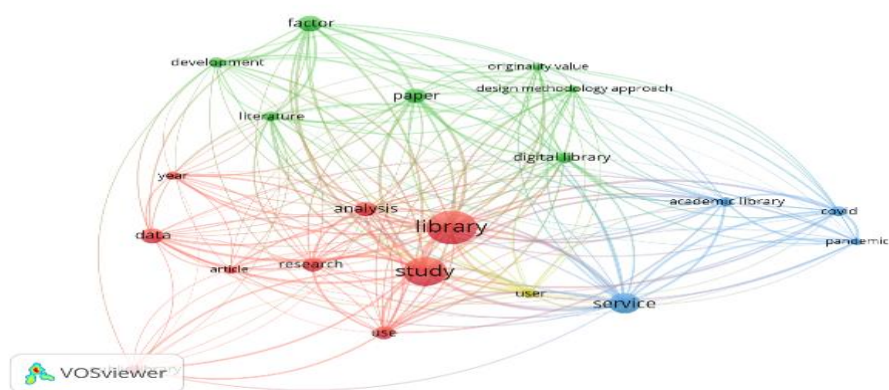 factor
development
originality value
design methodology approach
paper
literature
digital library
year
analysis
academic library
covid
library
data
pandemic
article
research
study
user
service
use
VOSviewer